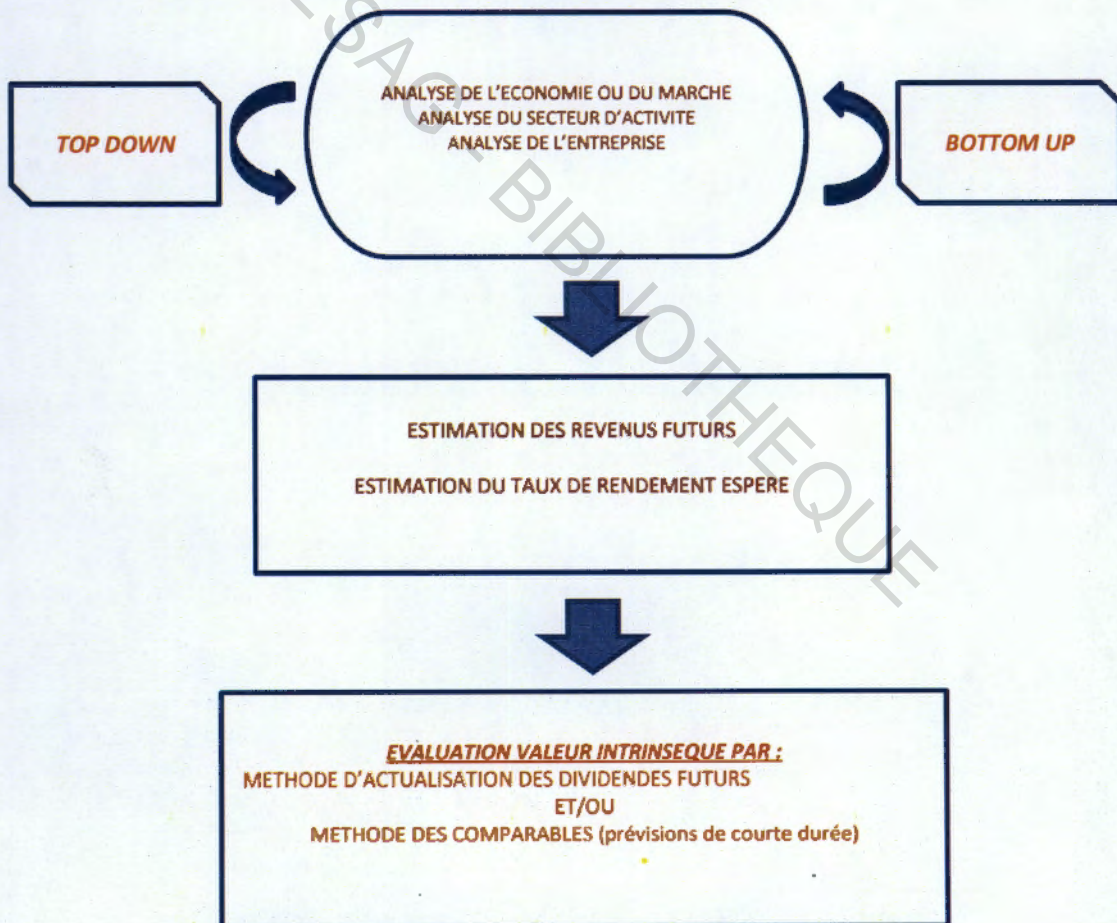 ANALYSE DE L'ECONOMIE OU DU MARCHE
ANALYSE DU SECTEUR D'ACTIVITE
ANALYSE DE L'ENTREPRISE
TOP DOWN
BOTTOM UP
ESTIMATION DES REVENUS FUTURS
ESTIMATION DU TAUX DE RENDEMENT ESPERE
EVALUATION VALEUR INTRINSEQUE PAR :
METHODE D'ACTUALISATION DES DIVIDENDES FUTURS
ET/OU
METHODE DES COMPARABLES (prévisions de courte durée)
ESAG - BIBLIOTHEQUE